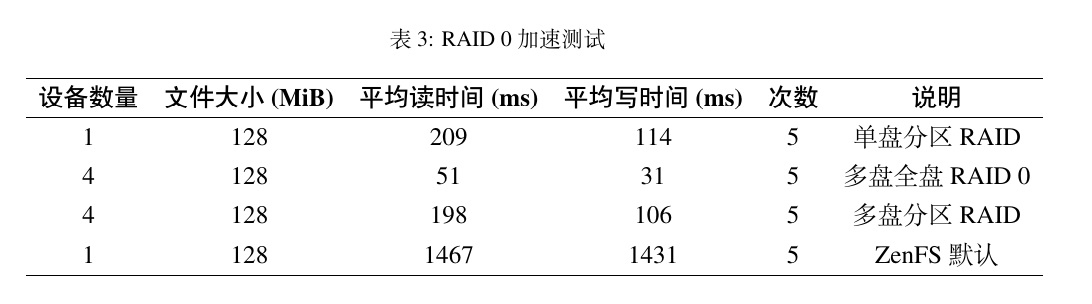 表 3: RAID 0 加速测试
设备数量 文件大小 (MiB) 平均读时间 (ms) 平均写时间 (ms) 次数 说明
1 128 209 114 5 单盘分区 RAID
4 128 51 31 5 多盘全盘 RAID 0
4 128 198 106 5 多盘分区 RAID
1 128 1467 1431 5 ZenFS 默认